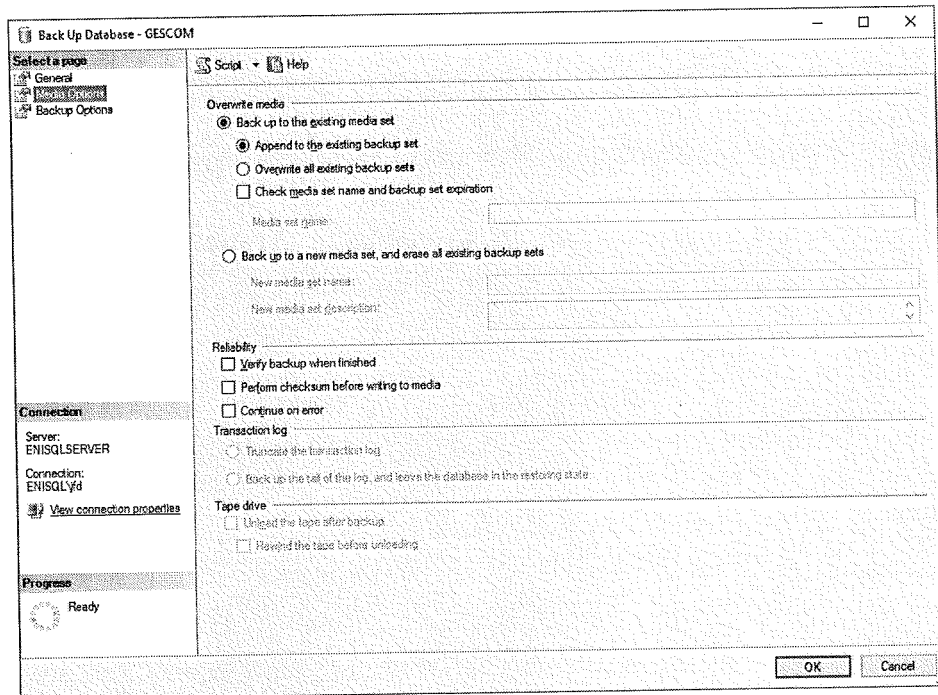 Back Up Database - GESCOM
Select a page
General
Media Options
Backup Options
Script Help
Overwrite media
Back up to the existing media set
Append to the existing backup set
Overwrite all existing backup sets
Check media set name and backup set expiration
Media set name:
Back up to a new media set, and erase all existing backup sets
New media set name:
New media set description:
Reliability
Verify backup when finished
Perform checksum before writing to media
Continue on error
Transaction log
Truncate the transaction log
Back up the tail of the log, and leave the database in the restoring state
Tape drive
Unload the tape after backup
Rewind the tape before unloading
Connection
Server:
ENISQLSERVER
Connection:
ENISQL\jfd
View connection properties
Progress
Ready
OK Cancel